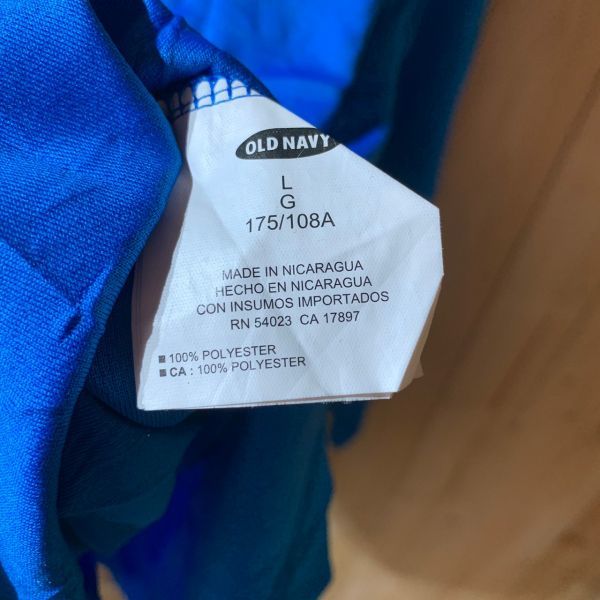 OLD NAVY
L
G
175/108A
MADE IN NICARAGUA
HECHO EN NICARAGUA
CON INSUMOS IMPORTADOS
RN 54023 CA 17897
■ 100% POLYESTER
■ CA : 100% POLYESTER